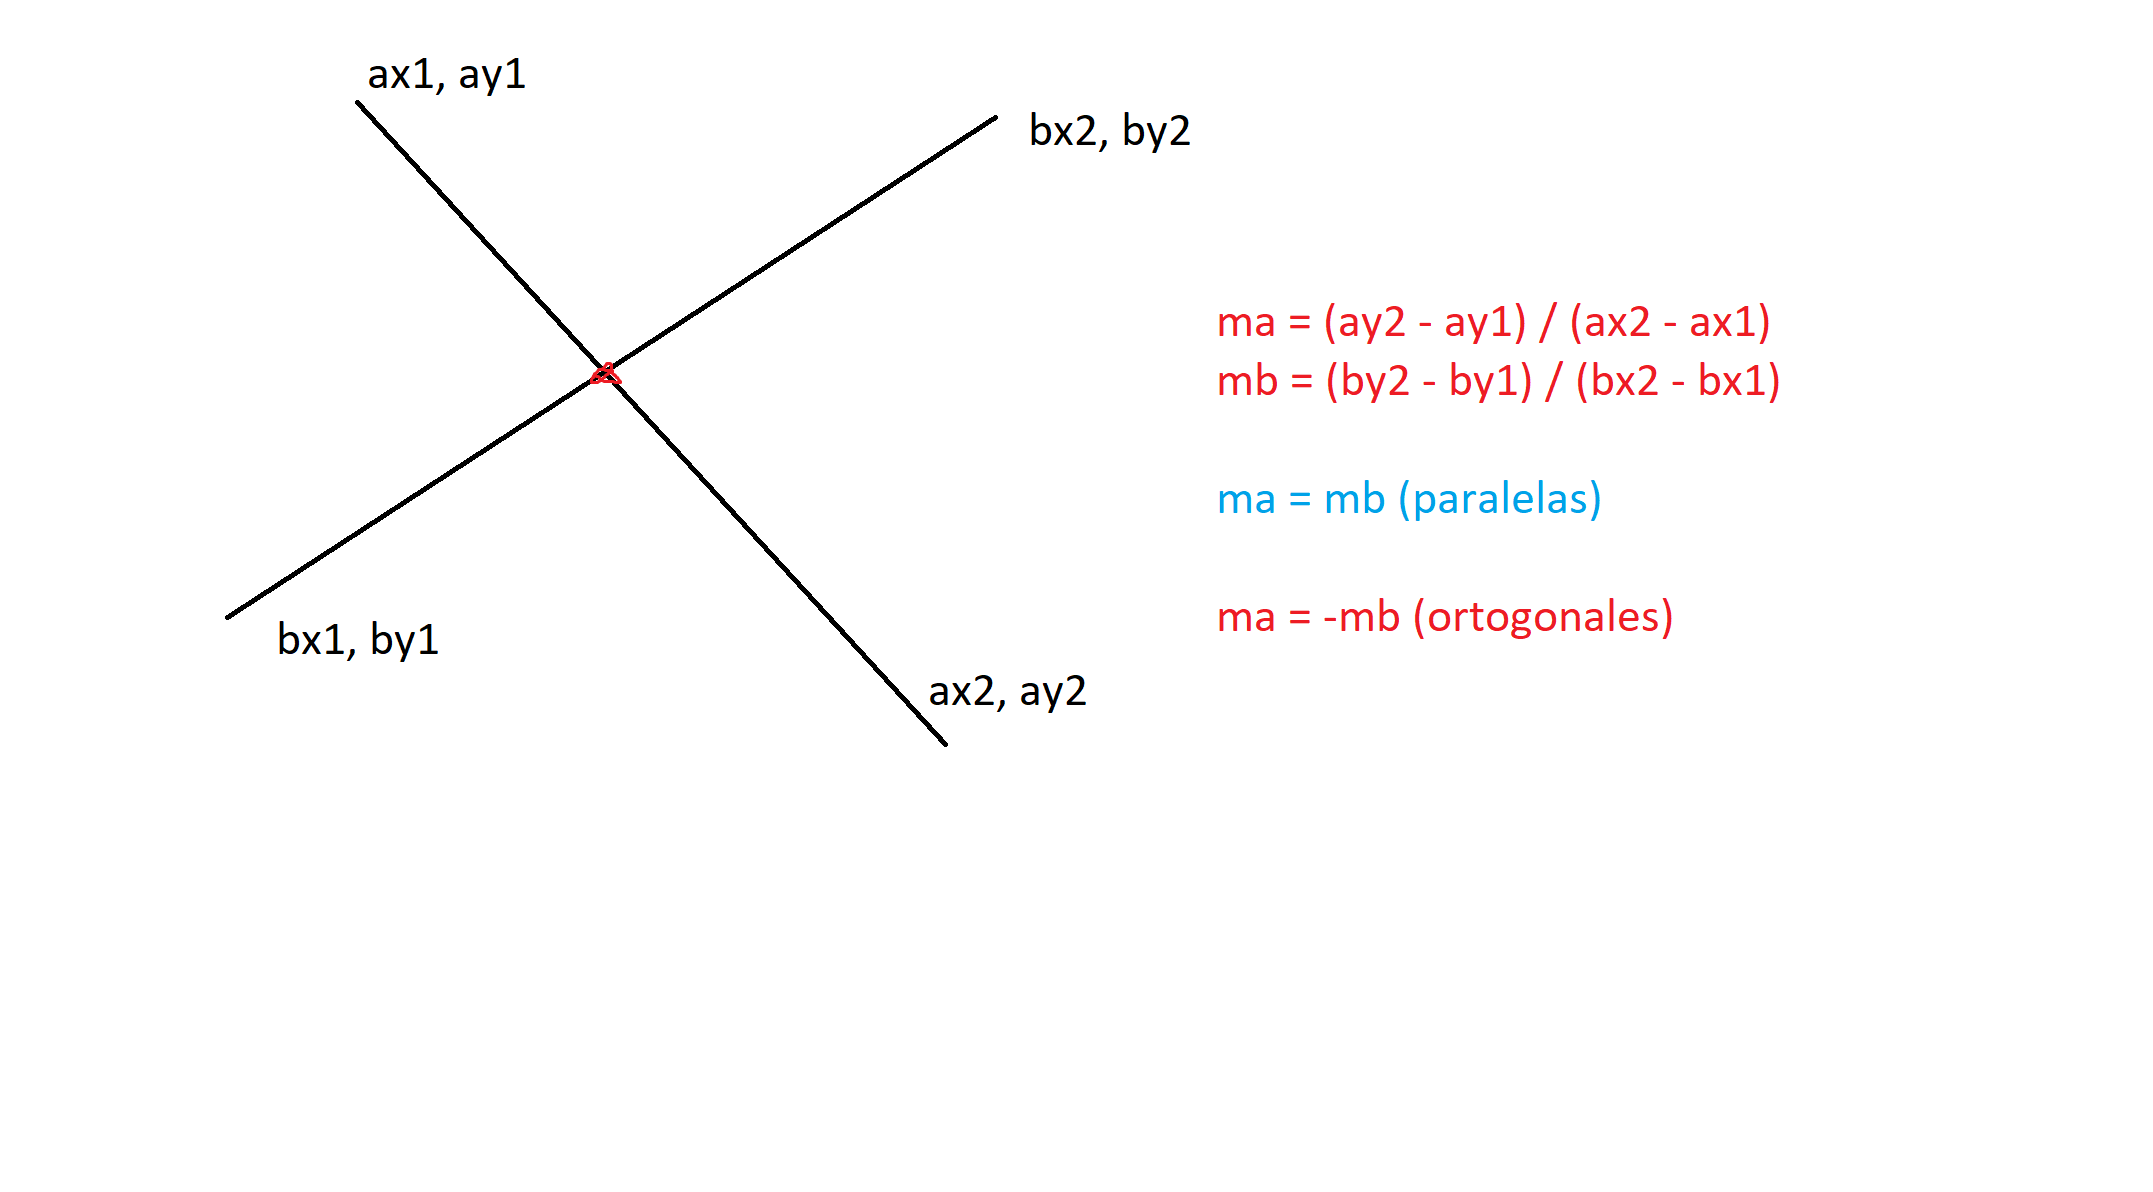 ax1, ay1
bx2, by2
ma = (ay2 - ay1) / (ax2 - ax1)
mb = (by2 - by1) / (bx2 - bx1)
ma = mb (paralelas)
ma = -mb (ortogonales)
bx1, by1
ax2, ay2